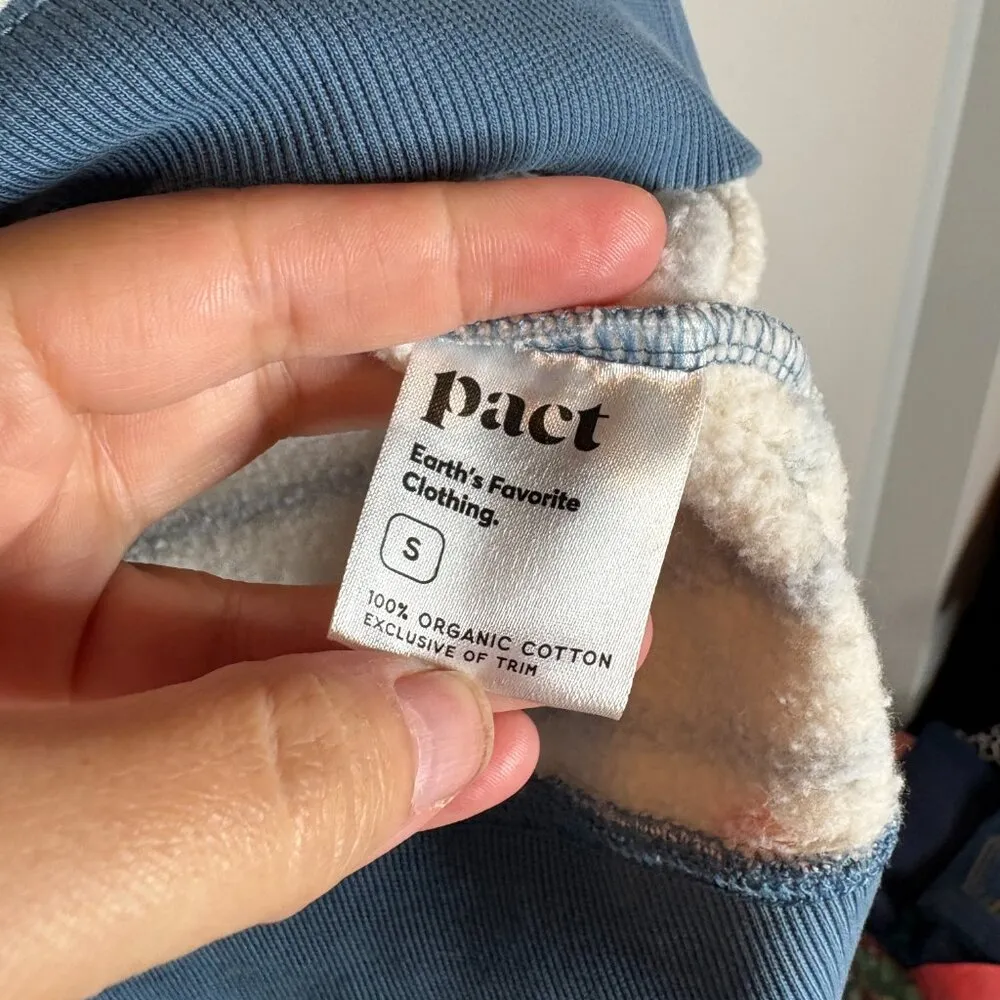 pact
Earth's Favorite
Clothing.
S
100% ORGANIC COTTON
EXCLUSIVE OF TRIM